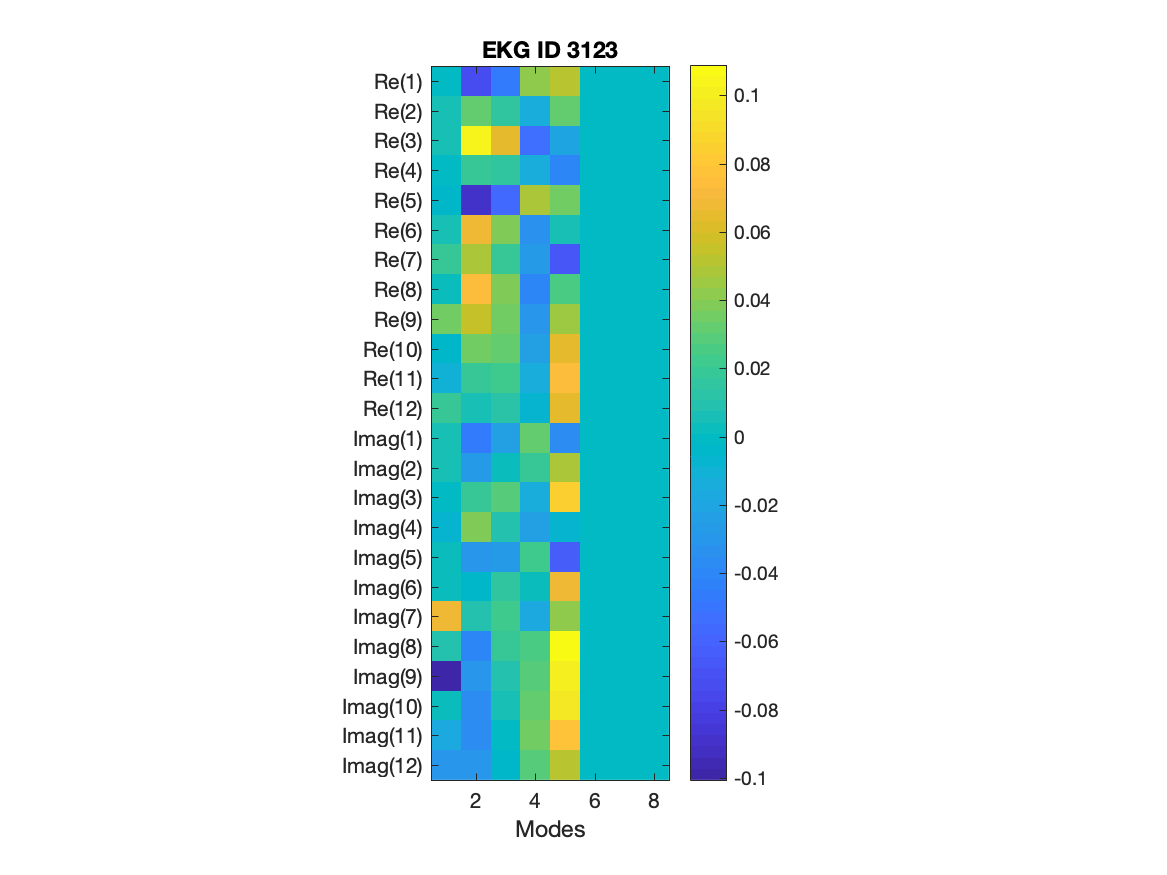 EKG ID 3123
Re(1)
Re(2)
Re(3)
Re(4)
Re(5)
Re(6)
Re(7)
Re(8)
Re(9)
Re(10)
Re(11)
Re(12)
Imag(1)
Imag(2)
Imag(3)
Imag(4)
Imag(5)
Imag(6)
Imag(7)
Imag(8)
Imag(9)
Imag(10)
Imag(11)
Imag(12)
2 4 6 8
Modes
0.1
0.08
0.06
0.04
0.02
0
-0.02
-0.04
-0.06
-0.08
-0.1